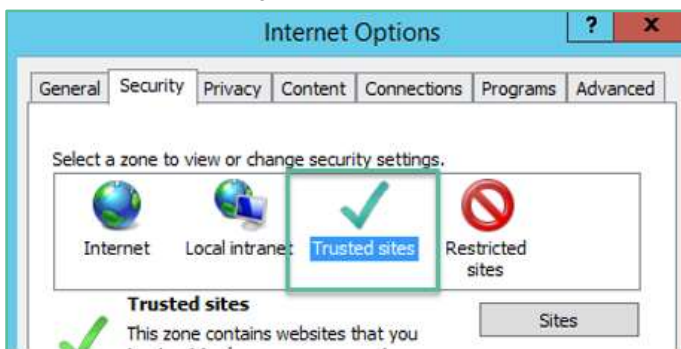 Internet Options
? X
General Security Privacy Content Connections Programs Advanced
Select a zone to view or change security settings.
Internet Local intranet Trusted sites Restricted
sites
Trusted sites
Sites
This zone contains websites that you